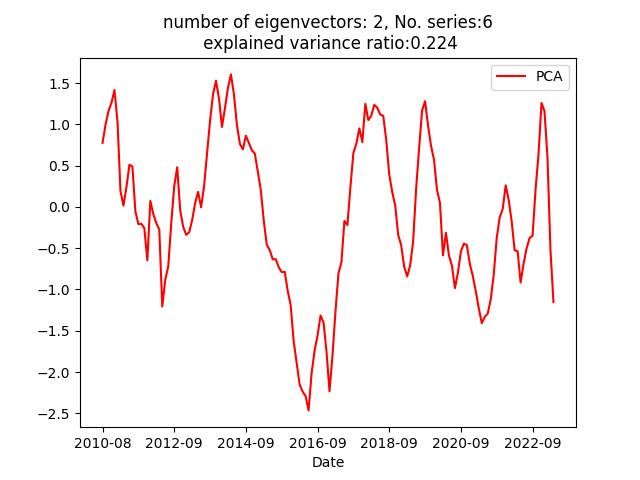 number of eigenvectors: 2, No. series:6
explained variance ratio:0.224
PCA
1.5
1.0
0.5
0.0
−0.5
−1.0
−1.5
−2.0
−2.5
2010-08 2012-09 2014-09 2016-09 2018-09 2020-09 2022-09
Date